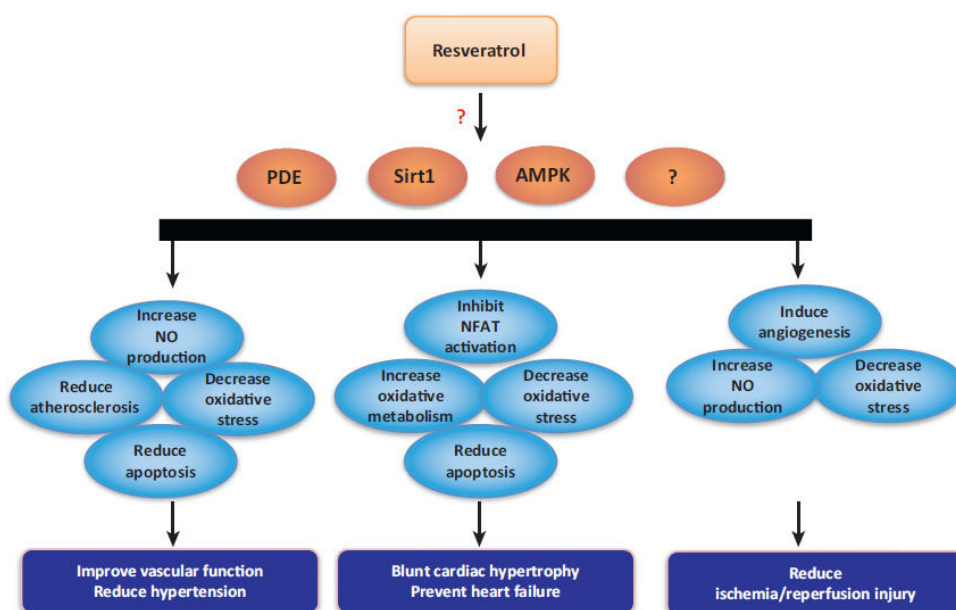 Resveratrol
?
PDE
Sirt1
AMPK
?
Increase
NO
production
Reduce
atherosclerosis
Decrease
oxidative
stress
Reduce
apoptosis
Inhibit
NFAT
activation
Increase
oxidative
metabolism
Decrease
oxidative
stress
Reduce
apoptosis
Induce
angiogenesis
Increase
NO
production
Decrease
oxidative
stress
Improve vascular function
Reduce hypertension
Blunt cardiac hypertrophy
Prevent heart failure
Reduce
ischemia/reperfusion injury